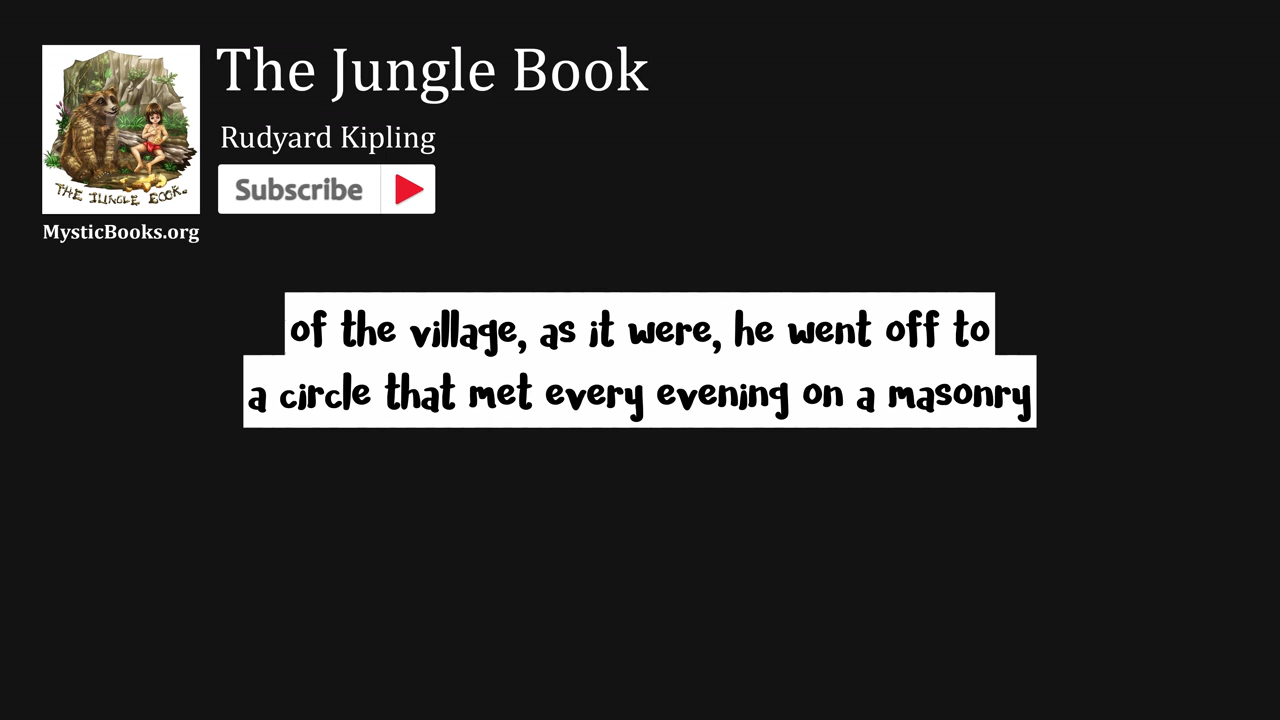 The Jungle Book
Rudyard Kipling
Subscribe
THE JUNGLE BOOK.
MysticBooks.org
of the village, as it were, he went off to
a circle that met every evening on a masonry